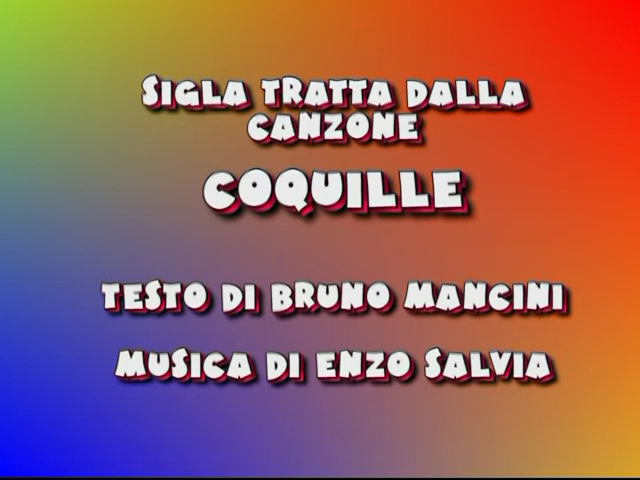 SIGLA TRATTA DALLA
CANZONE
COQUILLE
TESTO DI BRUNO MANCINI
MUSICA DI ENZO SALVIA